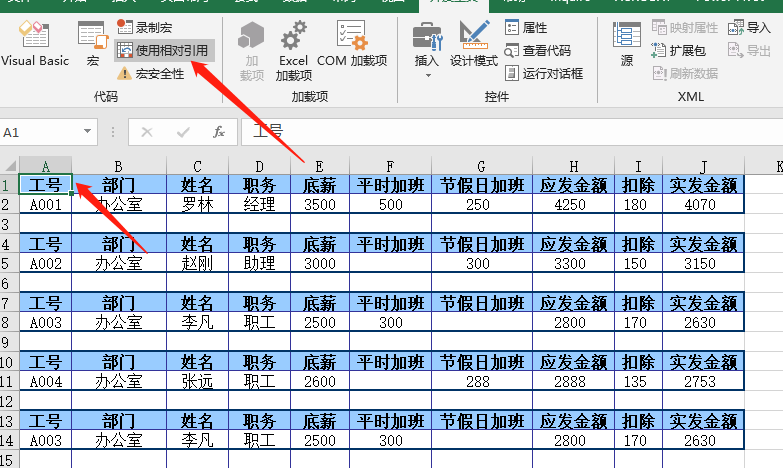 Visual Basic
宏
录制宏
使用相对引用
宏安全性
代码
加载项
Excel 加载项
COM 加载项
加载项
插入
设计模式
属性
查看代码
运行对话框
控件
源
映射属性
扩展包
刷新数据
导入
导出
XML
A1
fx
工号
A B C D E F G H I J K
1 工号 部门 姓名 职务 底薪 平时加班 节假日加班 应发金额 扣除 实发金额
2 A001 办公室 罗林 经理 3500 500 250 4250 180 4070
3
4 工号 部门 姓名 职务 底薪 平时加班 节假日加班 应发金额 扣除 实发金额
5 A002 办公室 赵刚 助理 3000 300 3300 150 3150
6
7 工号 部门 姓名 职务 底薪 平时加班 节假日加班 应发金额 扣除 实发金额
8 A003 办公室 李凡 职工 2500 300 2800 170 2630
9
10 工号 部门 姓名 职务 底薪 平时加班 节假日加班 应发金额 扣除 实发金额
11 A004 办公室 张远 职工 2600 288 2888 135 2753
12
13 工号 部门 姓名 职务 底薪 平时加班 节假日加班 应发金额 扣除 实发金额
14 A003 办公室 李凡 职工 2500 300 2800 170 2630
15